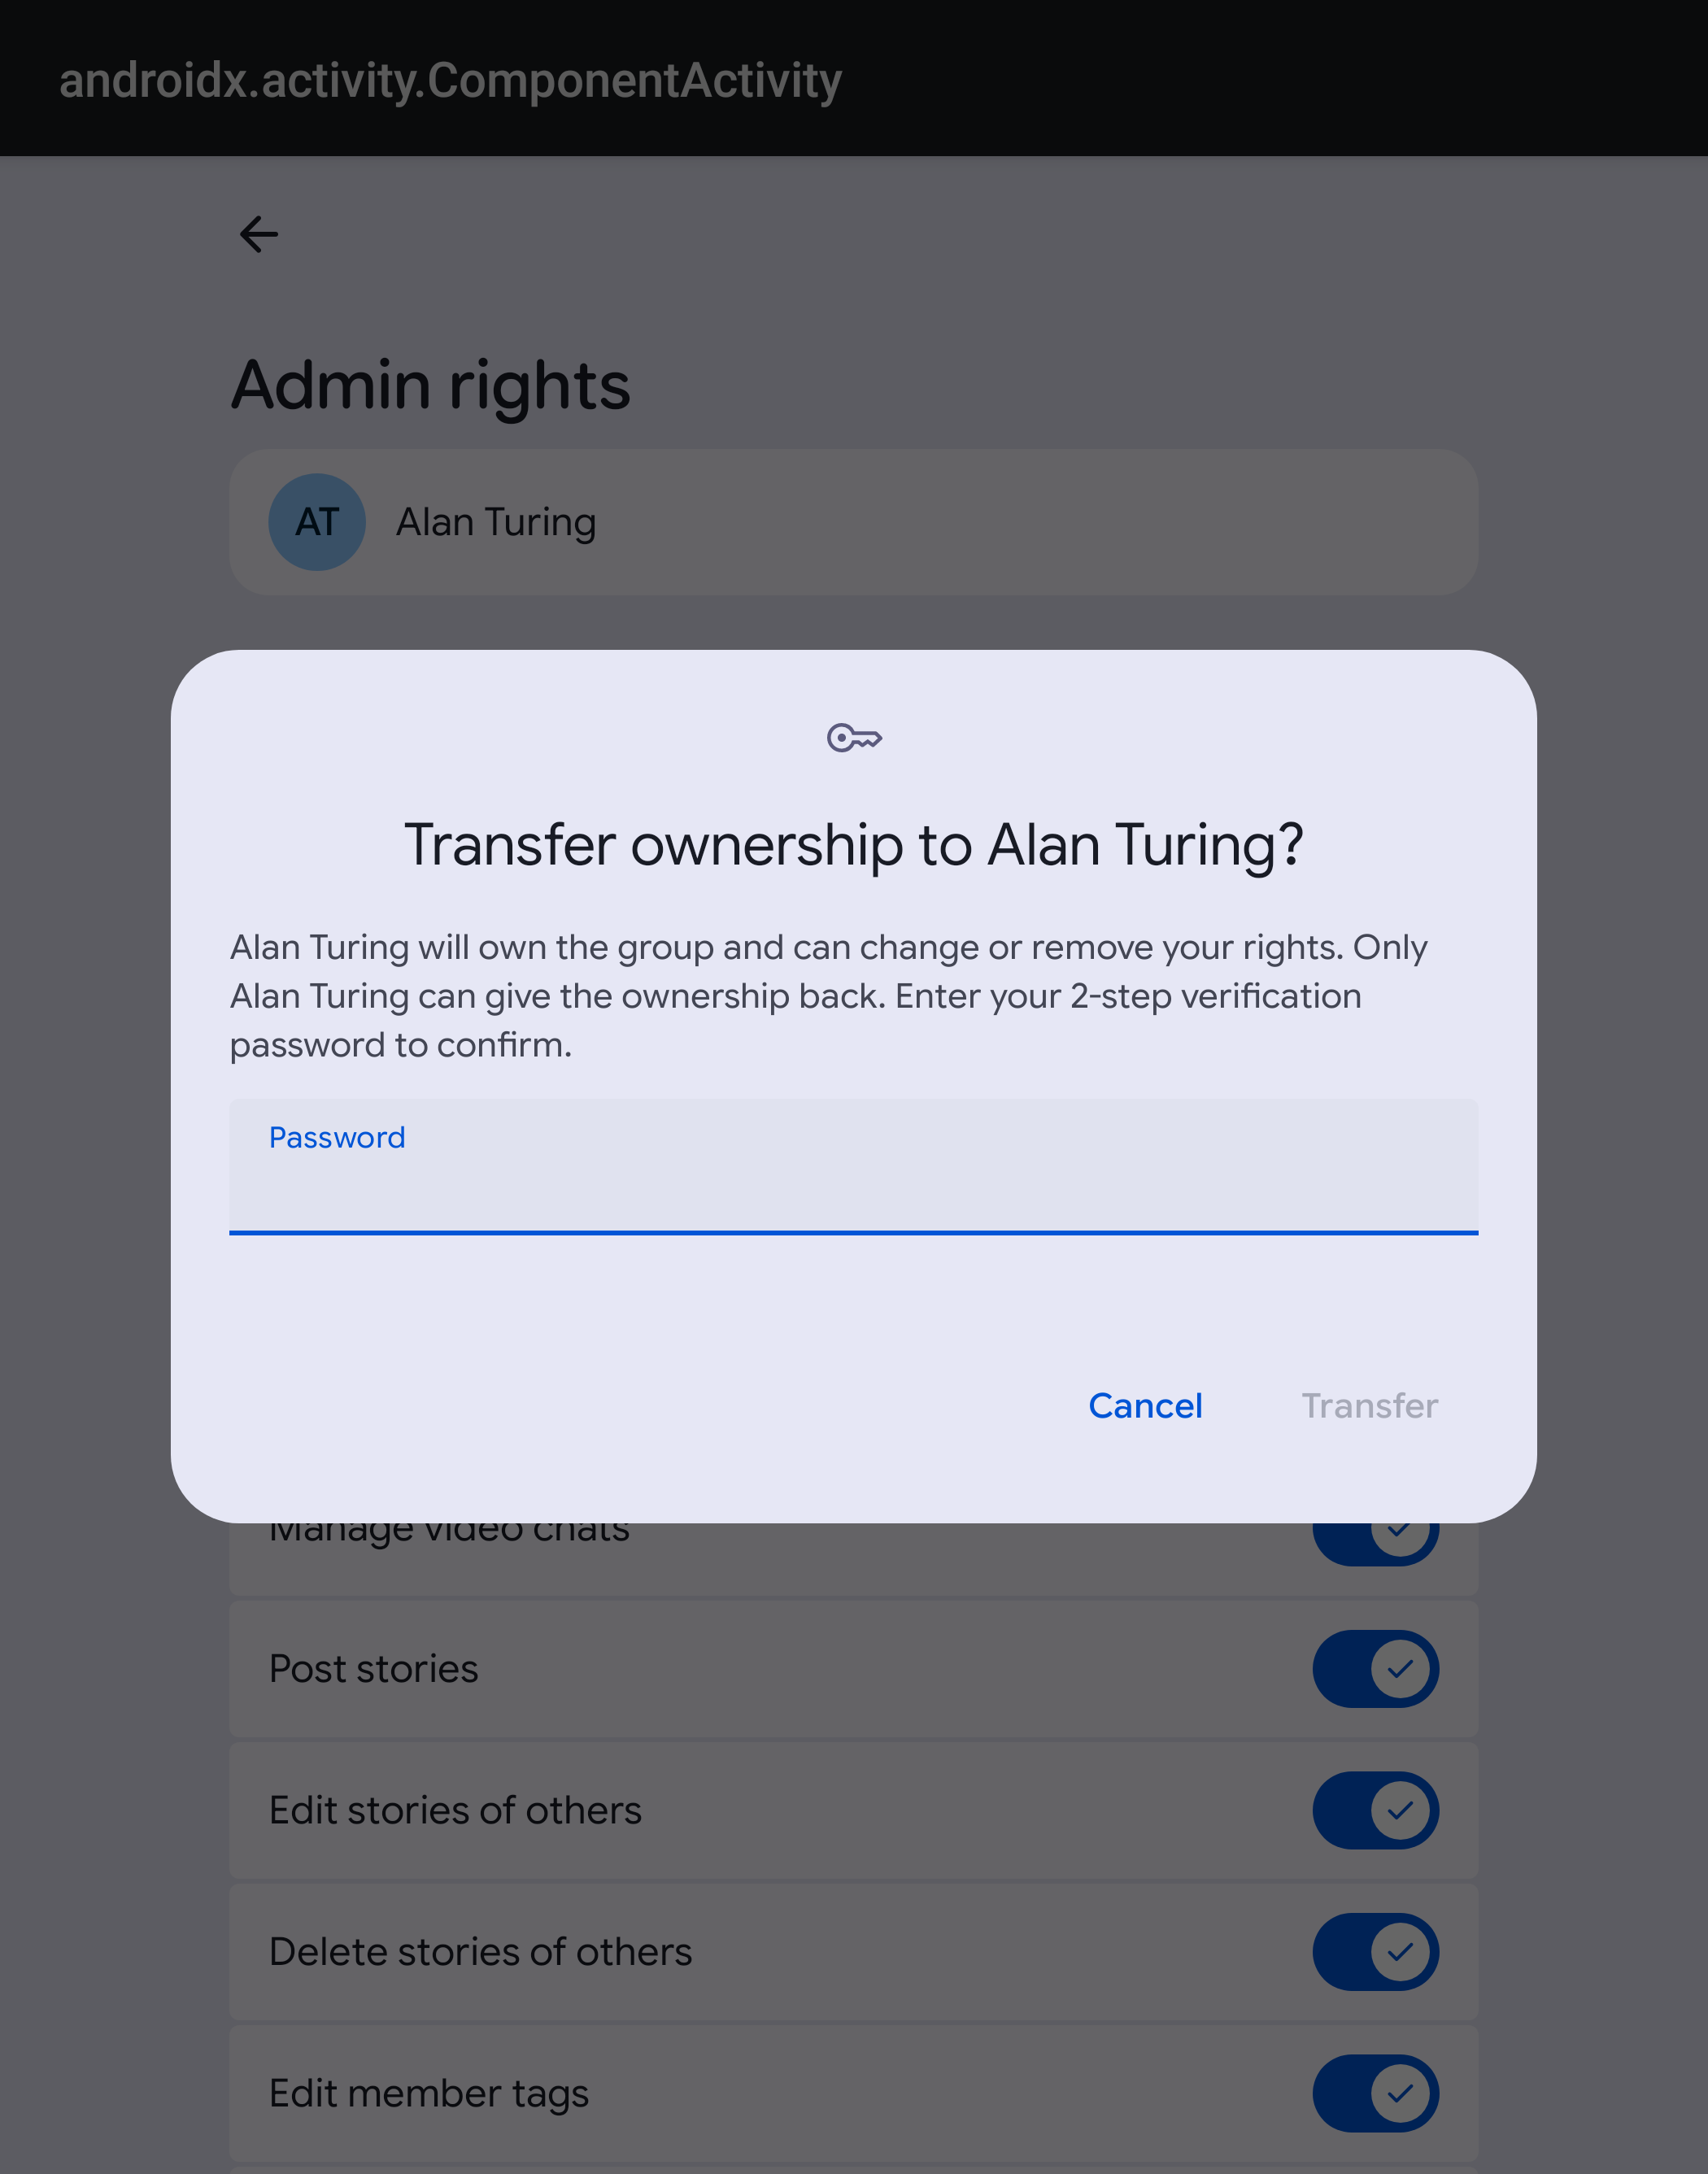 androidx.activity.ComponentActivity
Admin rights
AT
Alan Turing
Transfer ownership to Alan Turing?
Alan Turing will own the group and can change or remove your rights. Only
Alan Turing can give the ownership back. Enter your 2-step verification
password to confirm.
Password
Cancel
Transfer
Manage video chats
Post stories
Edit stories of others
Delete stories of others
Edit member tags